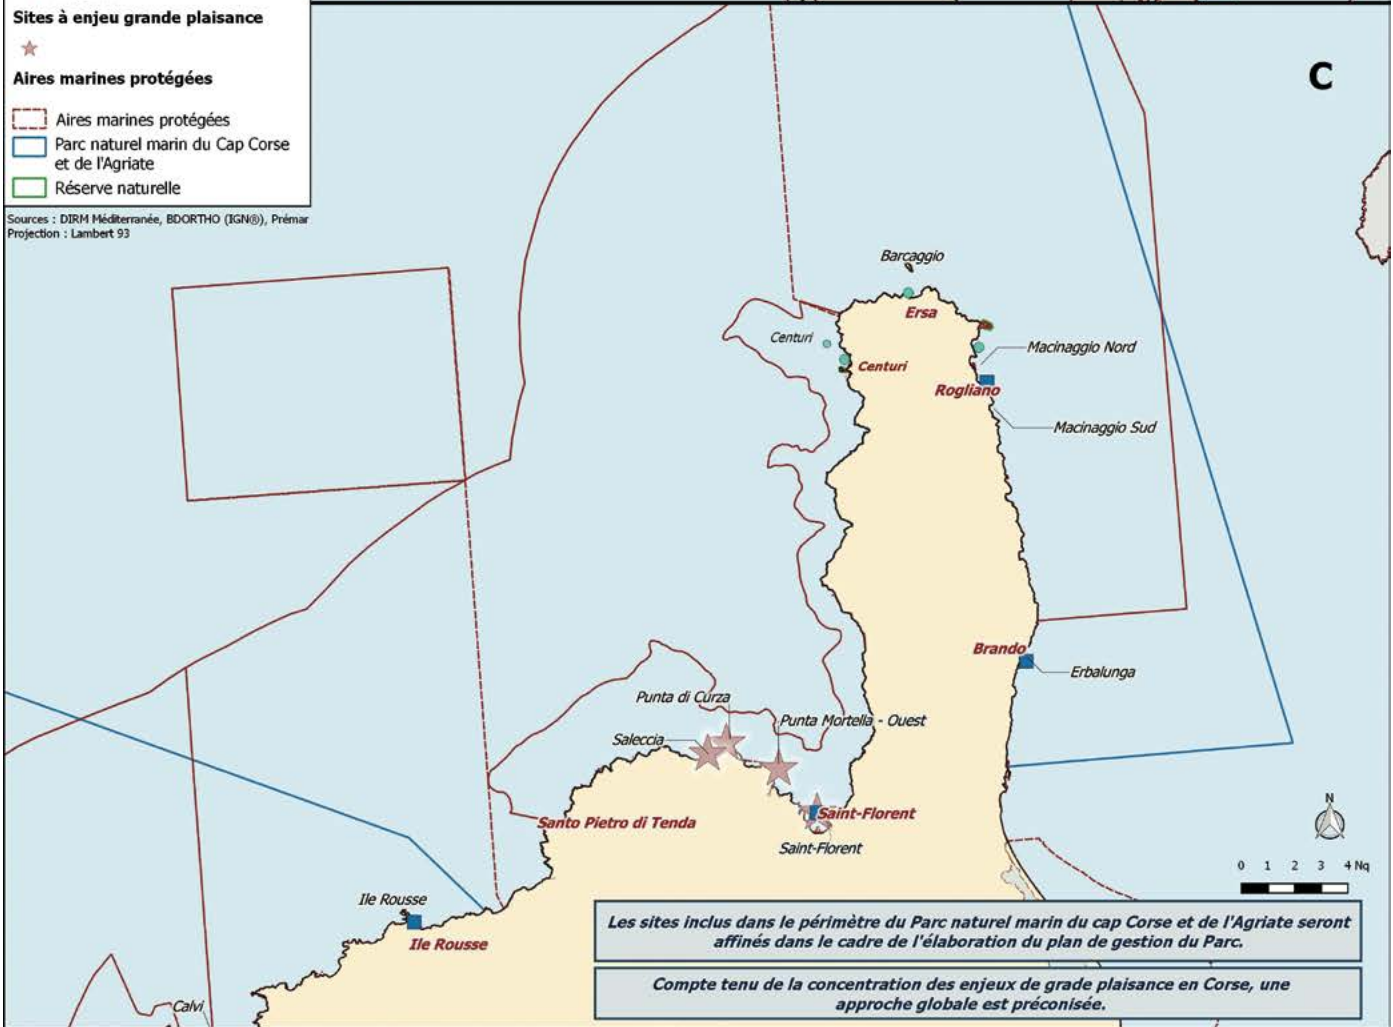 Sites à enjeu grande plaisance
Aires marines protégées
Aires marines protégées
Parc naturel marin du Cap Corse
et de l'Agriate
Réserve naturelle
Sources : DIRM Méditerranée, BDORTHO (IGN®), Prémar
Projection : Lambert 93
C
Barcaggio
Ersa
Centuri
Macinaggio Nord
Centuri
Rogliano
Macinaggio Sud
Brando
Erbalunga
Punta di Curza
Punta Mortella - Ouest
Saleccia
Santo Pietro di Tenda
Saint-Florent
Saint-Florent
N
0 1 2 3 4 Nq
Ile Rousse
Ile Rousse
Les sites inclus dans le périmètre du Parc naturel marin du cap Corse et de l'Agriate seront
affinés dans le cadre de l'élaboration du plan de gestion du Parc.
Compte tenu de la concentration des enjeux de grade plaisance en Corse, une
approche globale est préconisée.
Calvi